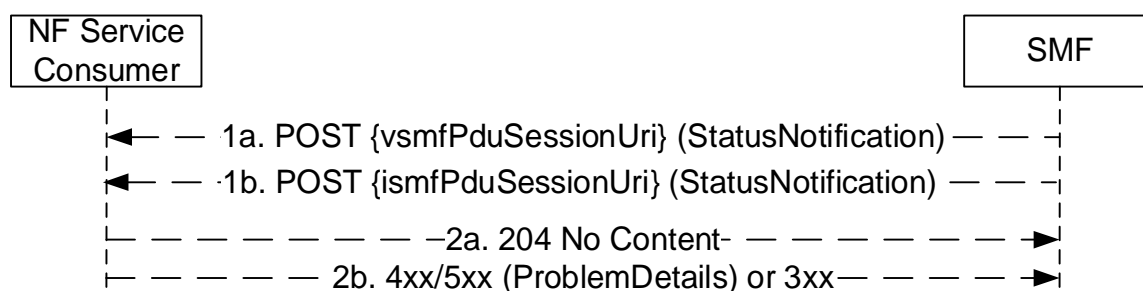 NF Service
Consumer
SMF
1a. POST {vsmfPduSessionUri} (StatusNotification)
1b. POST {ismfPduSessionUri} (StatusNotification)
2a. 204 No Content
2b. 4xx/5xx (ProblemDetails) or 3xx